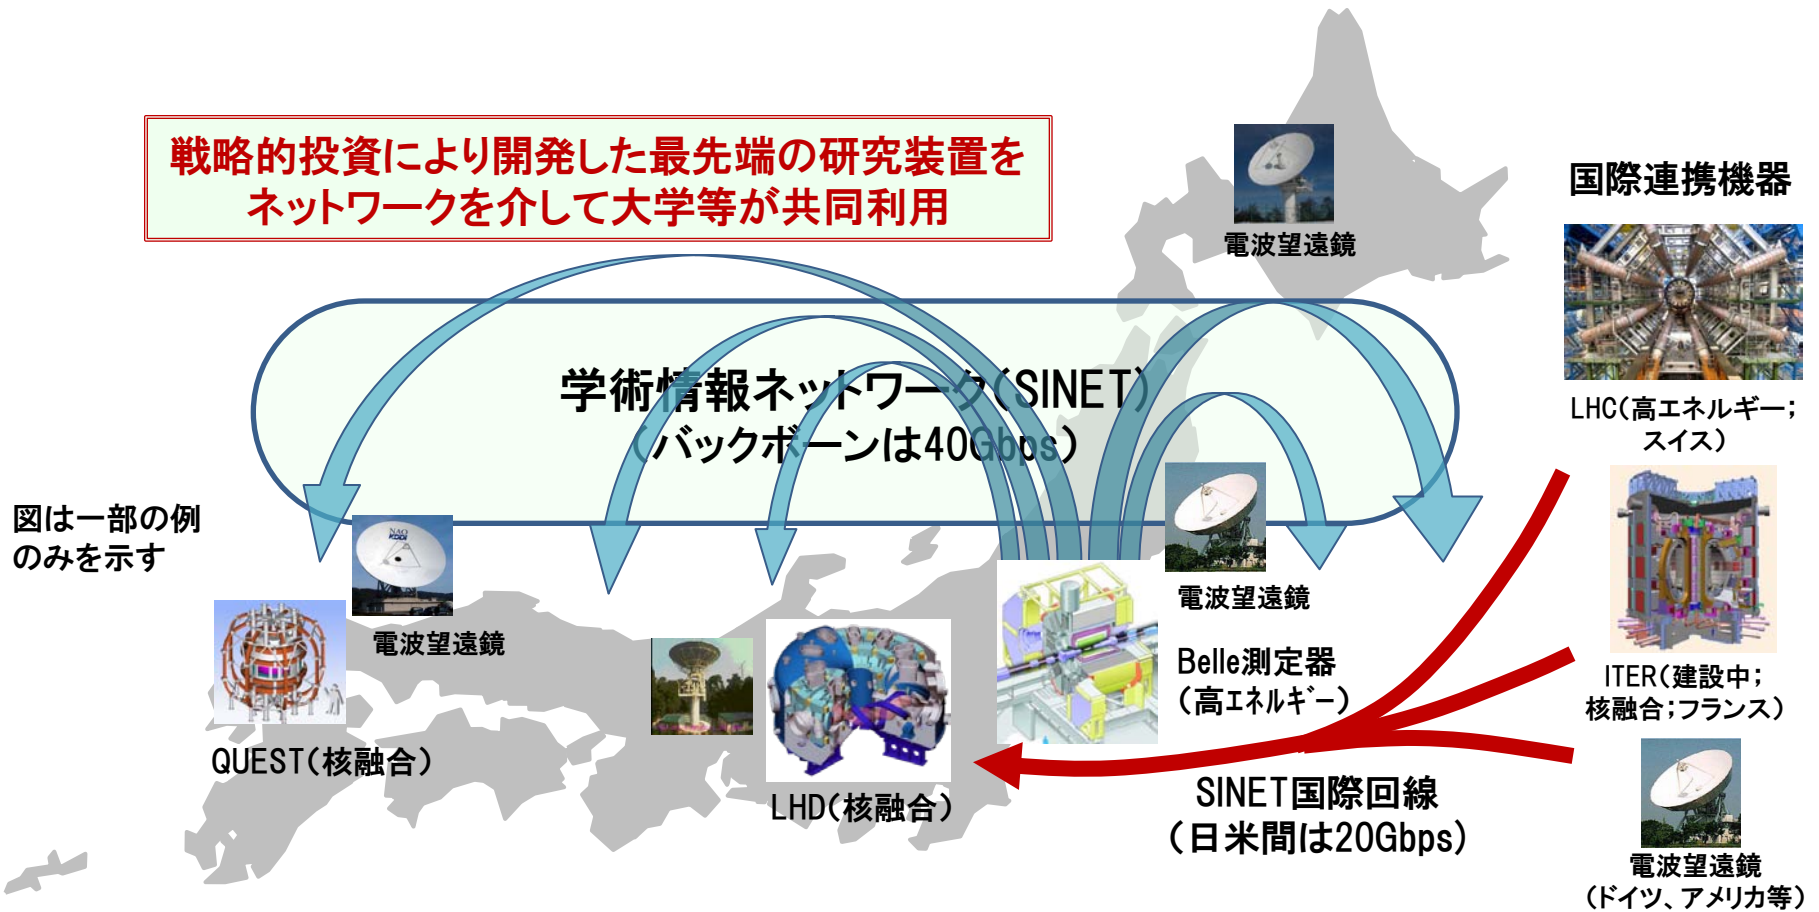 戦略的投資により開発した最先端の研究装置を
ネットワークを介して大学等が共同利用
国際連携機器
電波望遠鏡
学術情報ネットワーク(SINET)
(バックボーンは40Gbps)
LHC(高エネルギー;
スイス)
図は一部の例
のみを示す
NAO
KDDI
電波望遠鏡
電波望遠鏡
Belle測定器
(高エネルギー)
ITER(建設中;
核融合;フランス)
QUEST(核融合)
LHD(核融合)
SINET国際回線
(日米間は20Gbps)
電波望遠鏡
(ドイツ、アメリカ等)